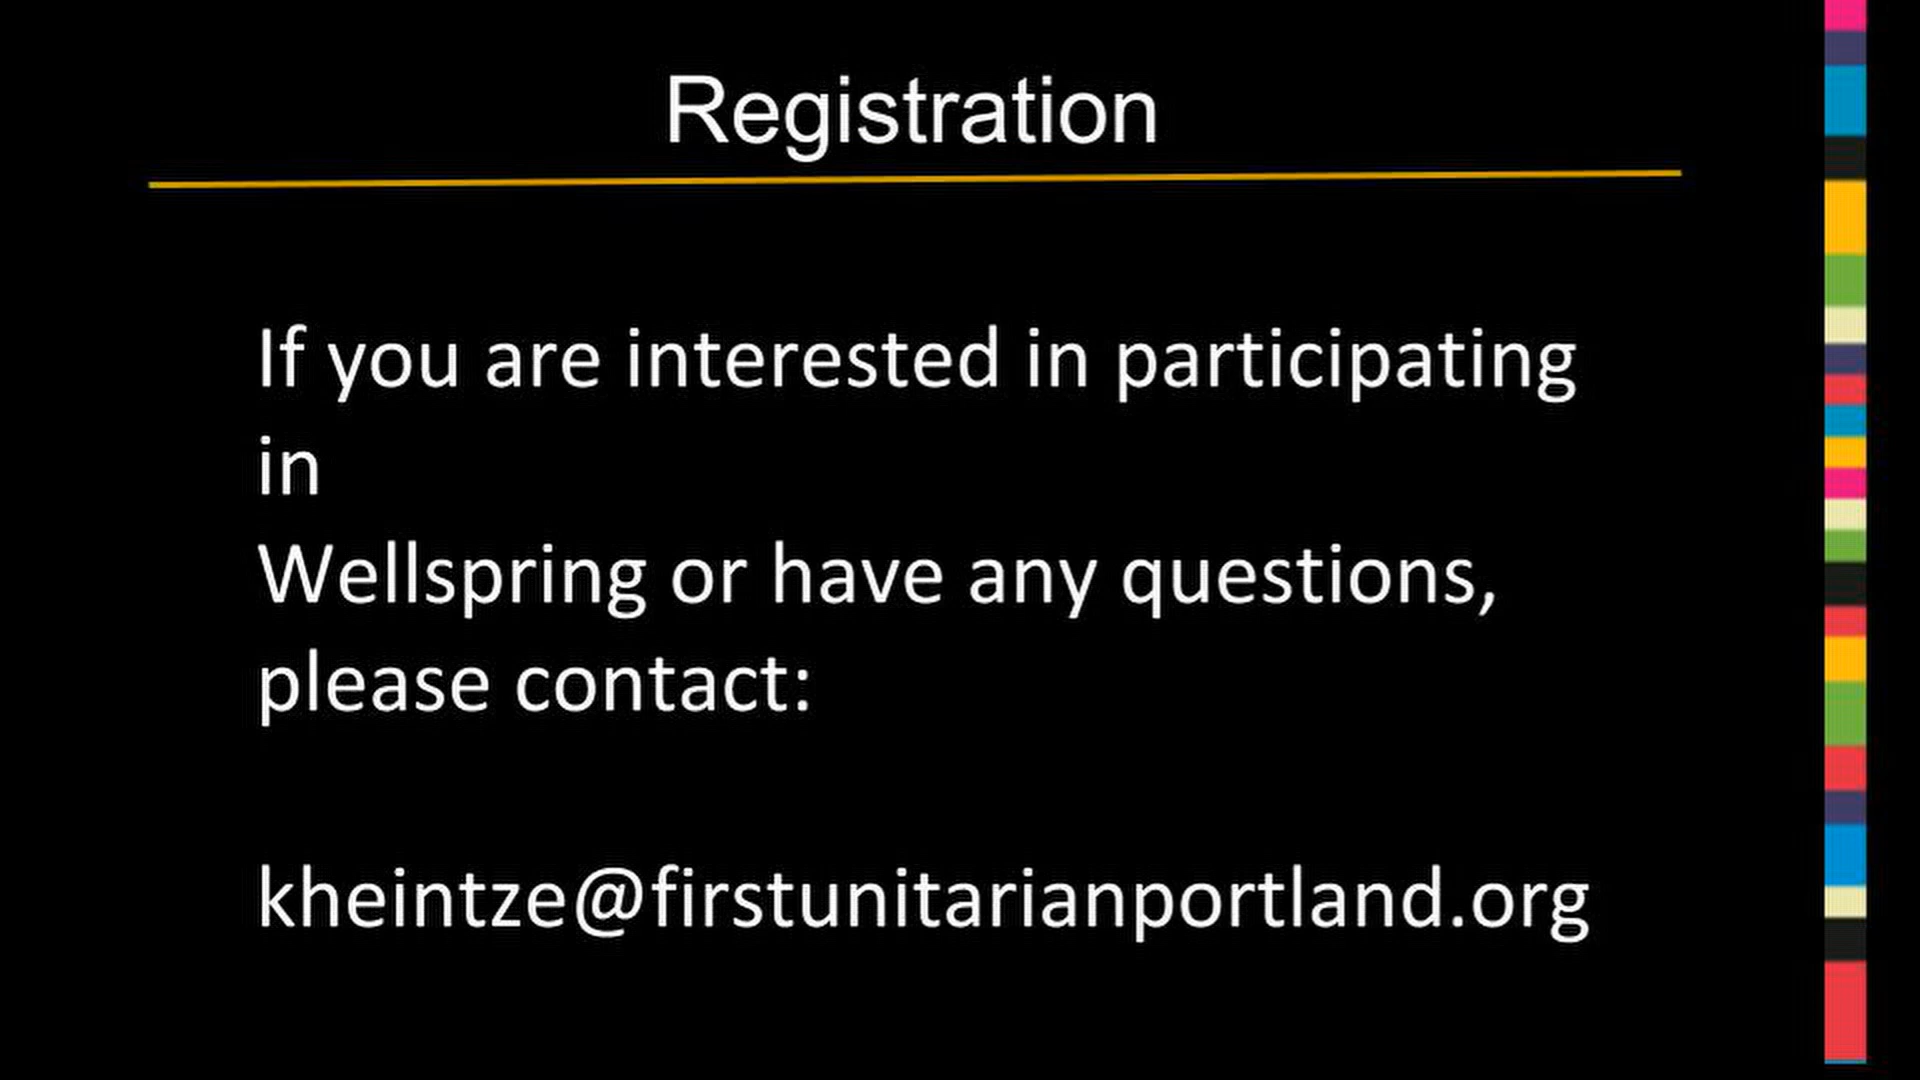 Registration
If you are interested in participating
in
Wellspring or have any questions,
please contact:
kheintze@firstunitarianportland.org